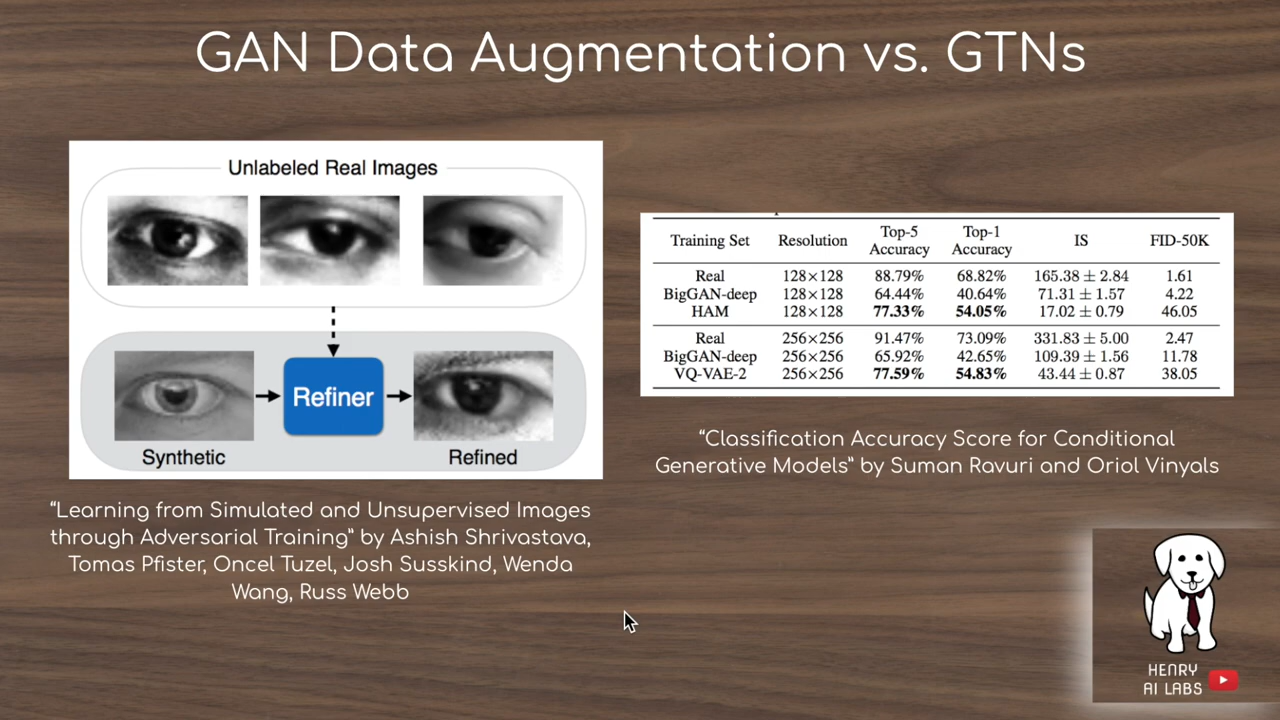 GAN Data Augmentation vs. GTNs
Unlabeled Real Images
Refiner
Synthetic
Refined
"Learning from Simulated and Unsupervised Images
through Adversarial Training" by Ashish Shrivastava,
Tomas Pfister, Oncel Tuzel, Josh Susskind, Wenda
Wang, Russ Webb
Training Set Resolution Top-5 Accuracy Top-1 Accuracy IS FID-50K
Real 128×128 88.79% 68.82% 165.38 ± 2.84 1.61
BigGAN-deep 128×128 64.44% 40.64% 71.31 ± 1.57 4.22
HAM 128×128 77.33% 54.05% 17.02 ± 0.79 46.05
Real 256×256 91.47% 73.09% 331.83 ± 5.00 2.47
BigGAN-deep 256×256 65.92% 42.65% 109.39 ± 1.56 11.78
VQ-VAE-2 256×256 77.59% 54.83% 43.44 ± 0.87 38.05
"Classification Accuracy Score for Conditional
Generative Models" by Suman Ravuri and Oriol Vinyals
HENRY
AI LABS